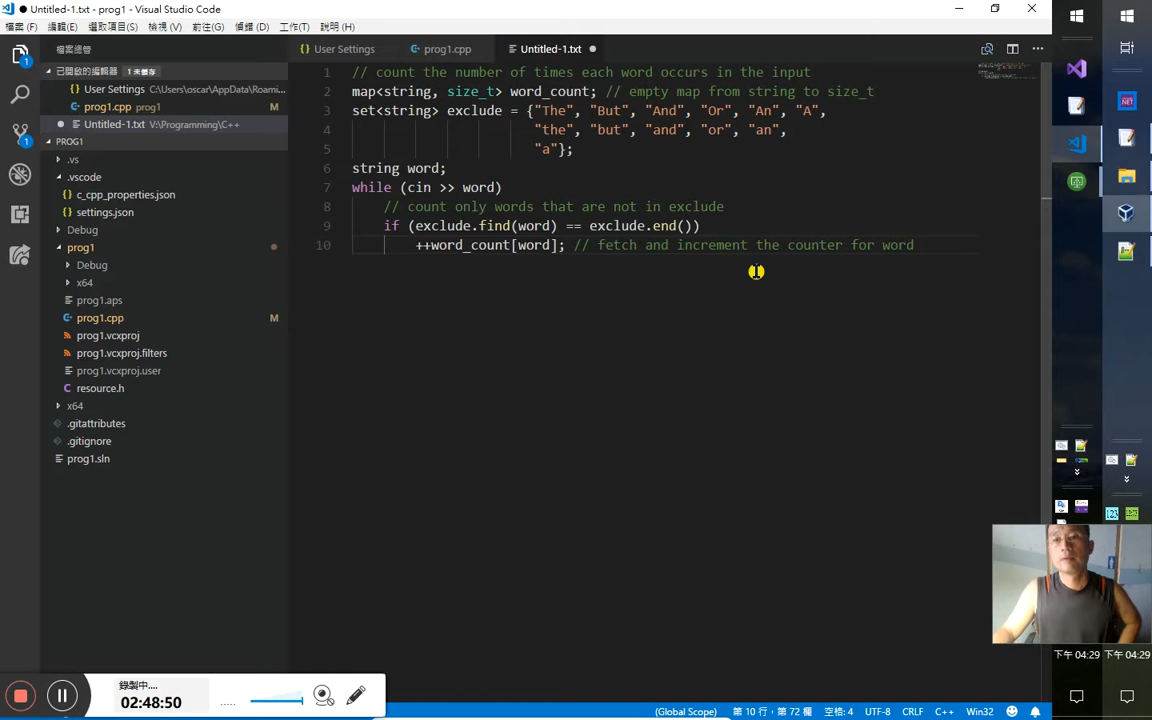 ● Untitled-1.txt - prog1 - Visual Studio Code
檔案 (F) 編輯(E) 選取項目(S) 檢視 (V) 前往(G) 偵錯 (D) 工作(T) 說明 (H)
檔案總管
User Settings prog1.cpp Untitled-1.txt ●
已開啟的編輯器 1 未儲存
User Settings C:\Users\oscar\AppData\Roami...
prog1.cpp prog1 M
Untitled-1.txt V:\Programming\C++
PROG1
.vs
.vscode
c_cpp_properties.json
settings.json
Debug
prog1
Debug
x64
prog1.aps
prog1.cpp M
prog1.vcxproj
prog1.vcxproj.filters
prog1.vcxproj.user
resource.h
x64
.gitattributes
.gitignore
prog1.sln
1 // count the number of times each word occurs in the input
2 map<string, size_t> word_count; // empty map from string to size_t
3 set<string> exclude = {"The", "But", "And", "Or", "An", "A",
4 "the", "but", "and", "or", "an",
5 "a"};
6 string word;
7 while (cin >> word)
8 // count only words that are not in exclude
9 if (exclude.find(word) == exclude.end())
10 ++word_count[word]; // fetch and increment the counter for word
錄製中....
02:48:50
下午 04:29 下午 04:29
(Global Scope) 第 10 行，第 72 欄 空格: 4 UTF-8 CRLF C++ Win32